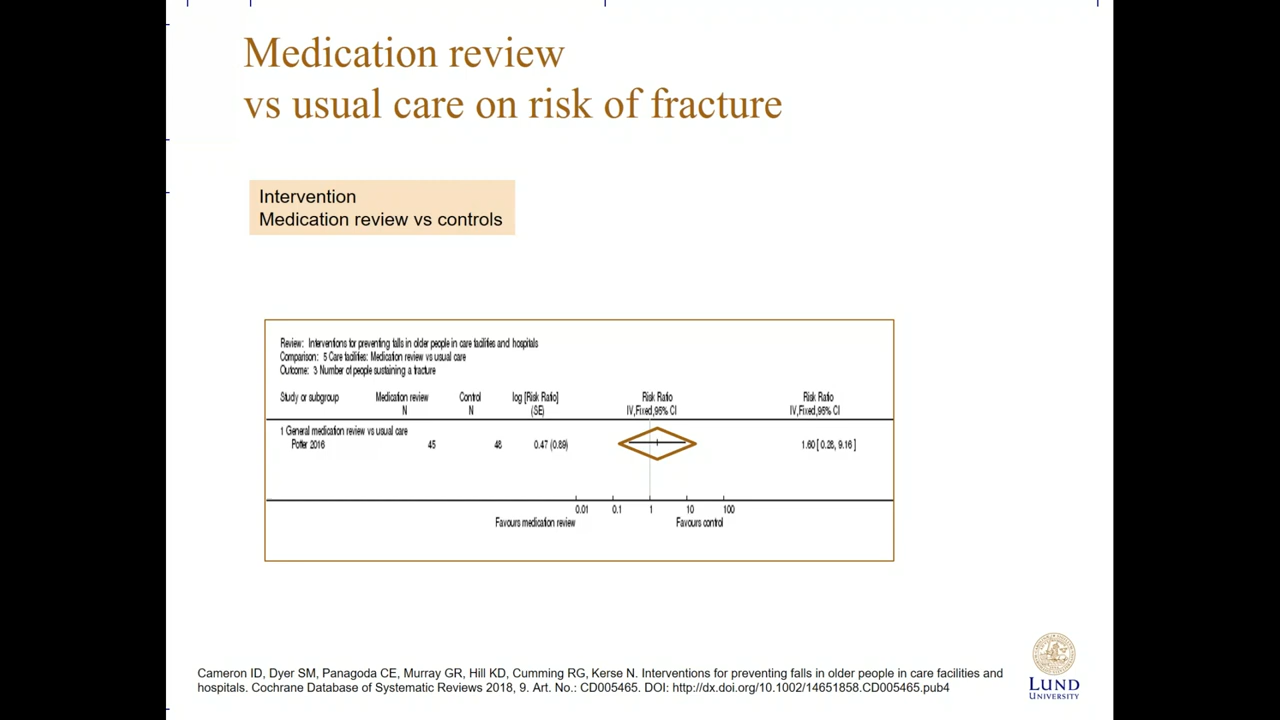 Medication review
vs usual care on risk of fracture
Intervention
Medication review vs controls
Review: Interventions for preventing falls in older people in care facilities and hospitals
Comparison: 5 Care facilities: Medication review vs usual care
Outcome: 3 Number of people sustaining a fracture
Study or subgroup Medication review Control log [Risk Ratio] Risk Ratio Risk Ratio
N N (SE) IV,Fixed,95% CI IV,Fixed,95% CI
1 General medication review vs usual care
Potter 2016 45 48 0.47 (0.89) 1.60 [ 0.28, 9.16 ]
0.01 0.1 1 10 100
Favours medication review Favours control
Cameron ID, Dyer SM, Panagoda CE, Murray GR, Hill KD, Cumming RG, Kerse N. Interventions for preventing falls in older people in care facilities and
hospitals. Cochrane Database of Systematic Reviews 2018, 9. Art. No.: CD005465. DOI: http://dx.doi.org/10.1002/14651858.CD005465.pub4
LUND
UNIVERSITY